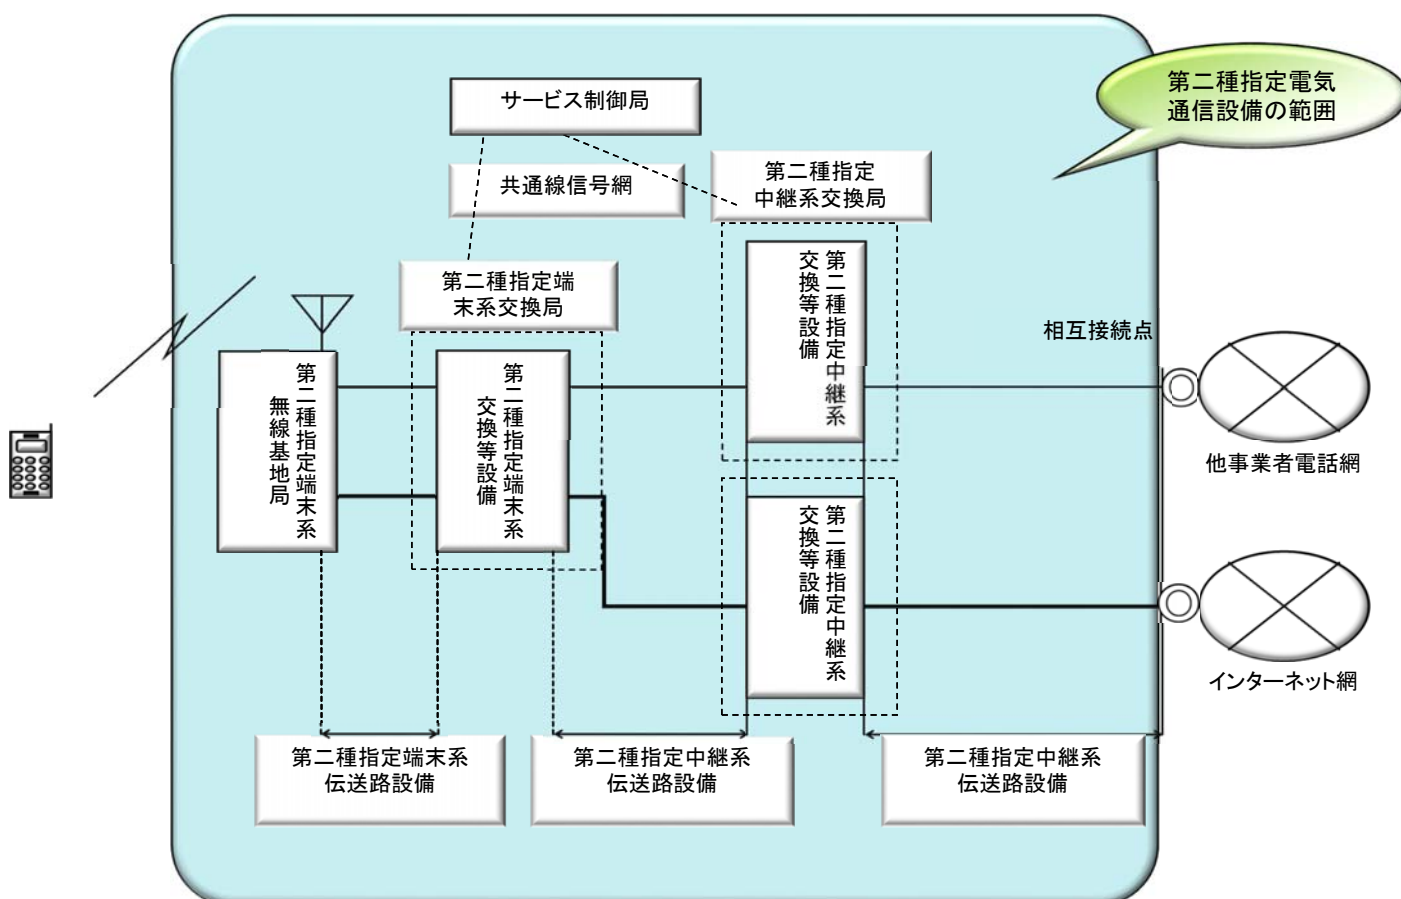 第二種指定電気
通信設備の範囲
サービス制御局
共通線信号網
第二種指定
中継系交換局
第二種指定端
末系交換局
第二種指定端末系
無線基地局
第二種指定端末系
交換等設備
第二種指定中継系
交換等設備
第二種指定中継系
交換等設備
相互接続点
他事業者電話網
インターネット網
第二種指定端末系
伝送路設備
第二種指定中継系
伝送路設備
第二種指定中継系
伝送路設備